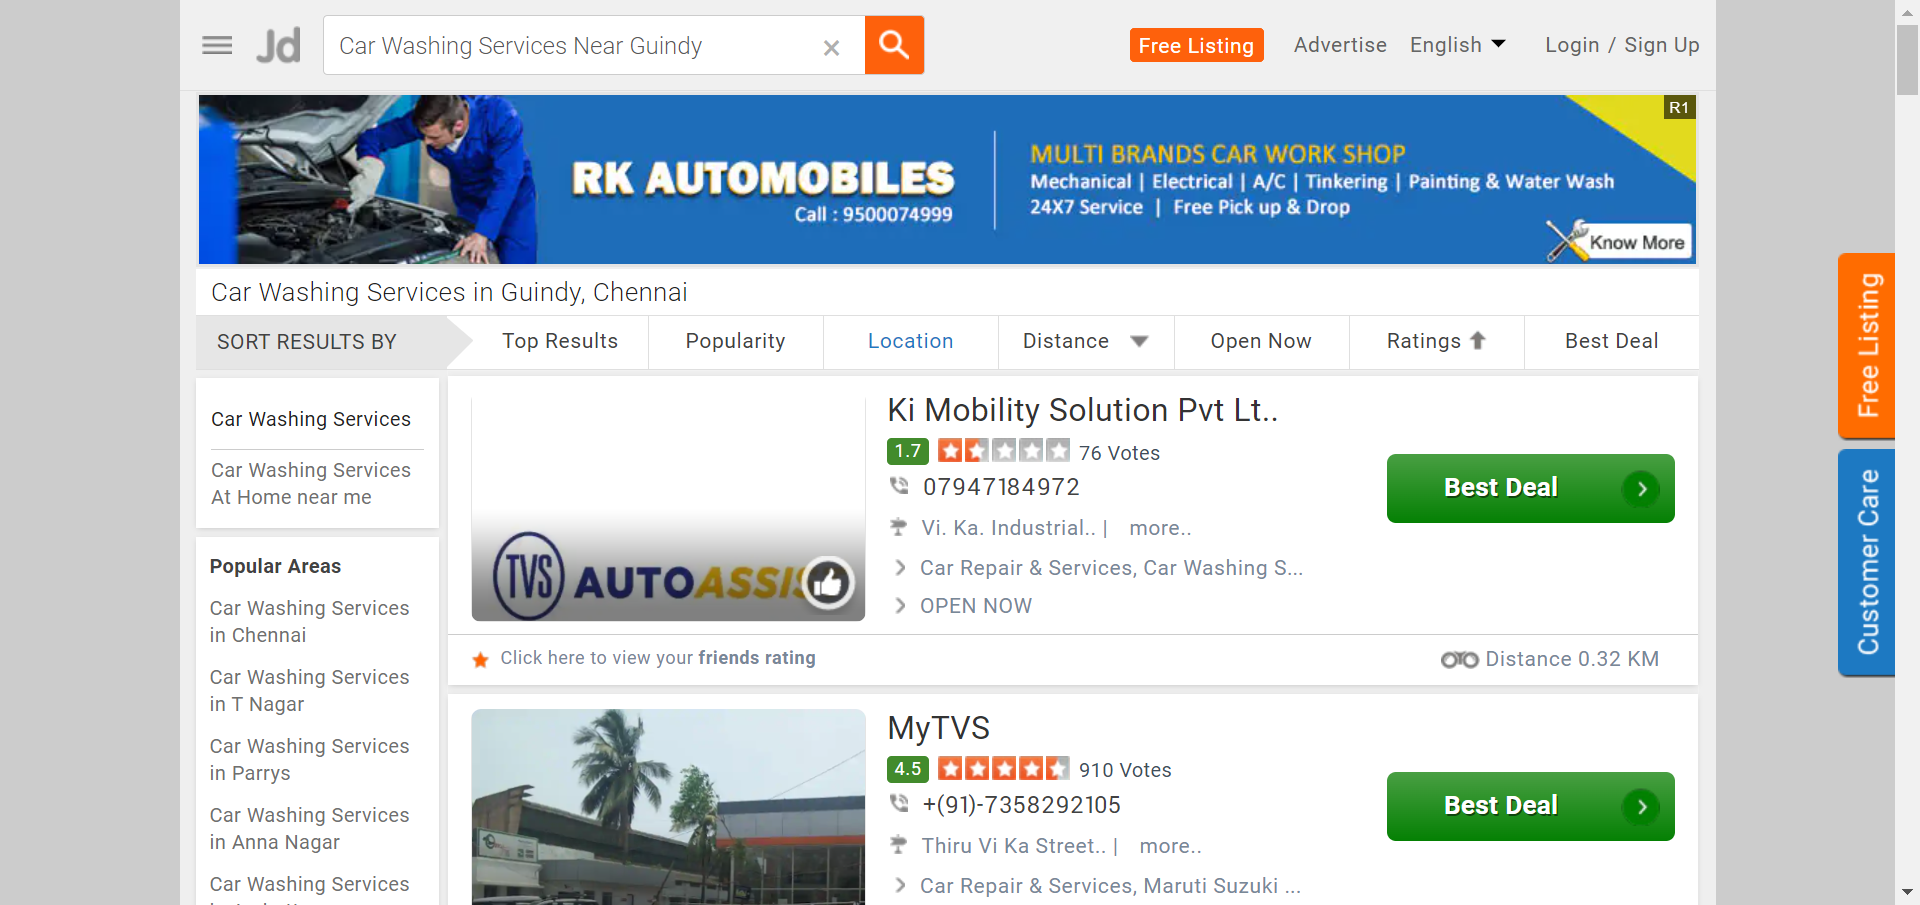 Jd
Car Washing Services Near Guindy
Free Listing
Advertise
English
Login / Sign Up
R1
RK AUTOMOBILES
Call : 9500074999
MULTI BRANDS CAR WORK SHOP
Mechanical | Electrical | A/C | Tinkering | Painting & Water Wash
24X7 Service | Free Pick up & Drop
Know More
Car Washing Services in Guindy, Chennai
SORT RESULTS BY
Top Results
Popularity
Location
Distance
Open Now
Ratings
Best Deal
Car Washing Services
Car Washing Services
At Home near me
Popular Areas
Car Washing Services
in Chennai
Car Washing Services
in T Nagar
Car Washing Services
in Parrys
Car Washing Services
in Anna Nagar
Car Washing Services
TVS AUTOASSIS
Ki Mobility Solution Pvt Lt..
1.7
76 Votes
07947184972
Vi. Ka. Industrial.. | more..
Car Repair & Services, Car Washing S...
OPEN NOW
Best Deal
Click here to view your friends rating
Distance 0.32 KM
MyTVS
4.5
910 Votes
+(91)-7358292105
Thiru Vi Ka Street.. | more..
Car Repair & Services, Maruti Suzuki ...
Best Deal
Free Listing
Customer Care